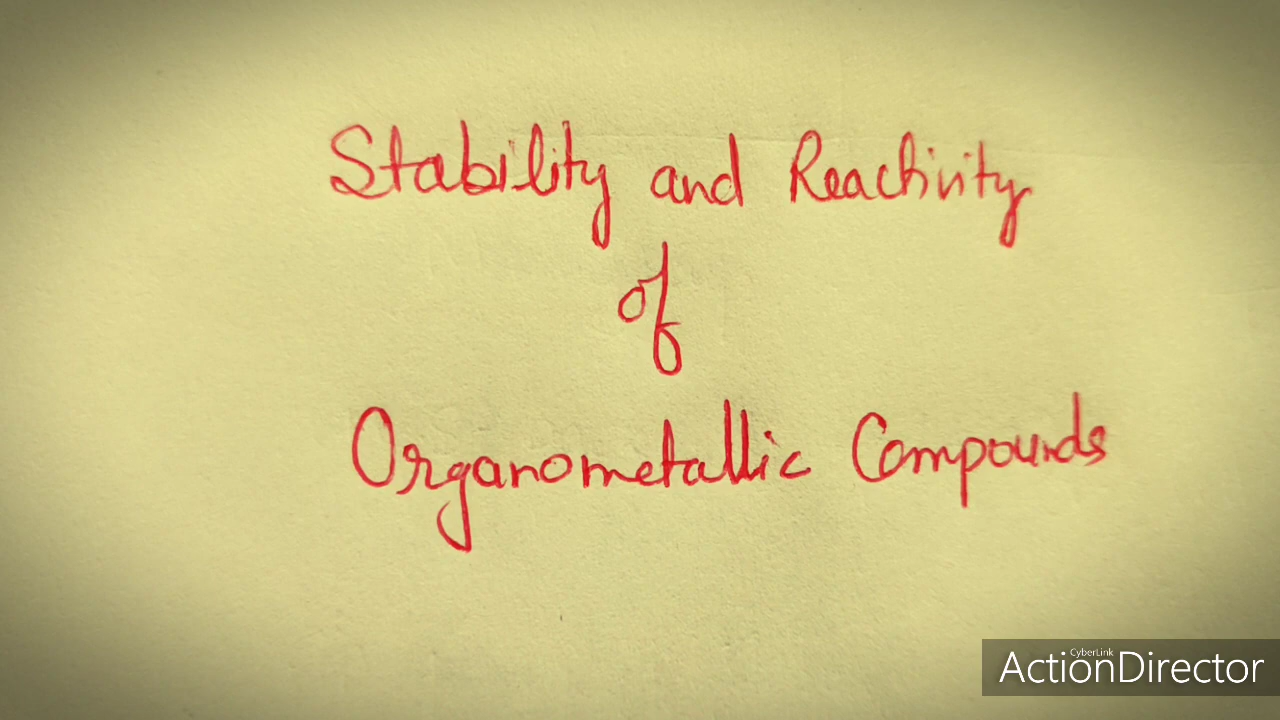 Stability and Reactivity
of
Organometallic Compounds
CyberLink
ActionDirector